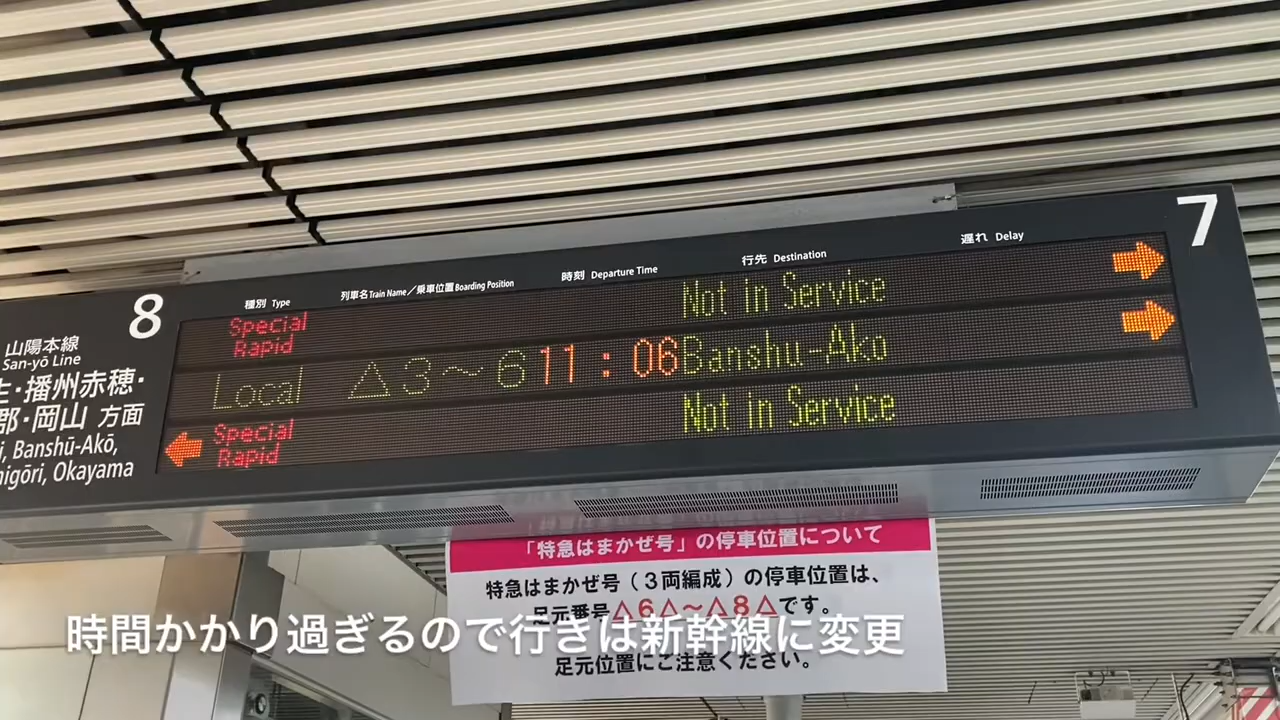 8
7
山陽本線
San-yō Line
生・播州赤穂・
郡・岡山 方面
i, Banshū-Akō,
igōri, Okayama
種別 Type
列車名 Train Name／乗車位置 Boarding Position
時刻 Departure Time
行先 Destination
遅れ Delay
Special Rapid Not in Service
Local △3～6 11:06 Banshu-Ako
Special Rapid Not in Service
「特急はまかぜ号」の停車位置について
特急はまかぜ号（３両編成）の停車位置は、
足元番号△６△～△８△です。
足元位置にご注意ください。
時間かかり過ぎるので行きは新幹線に変更